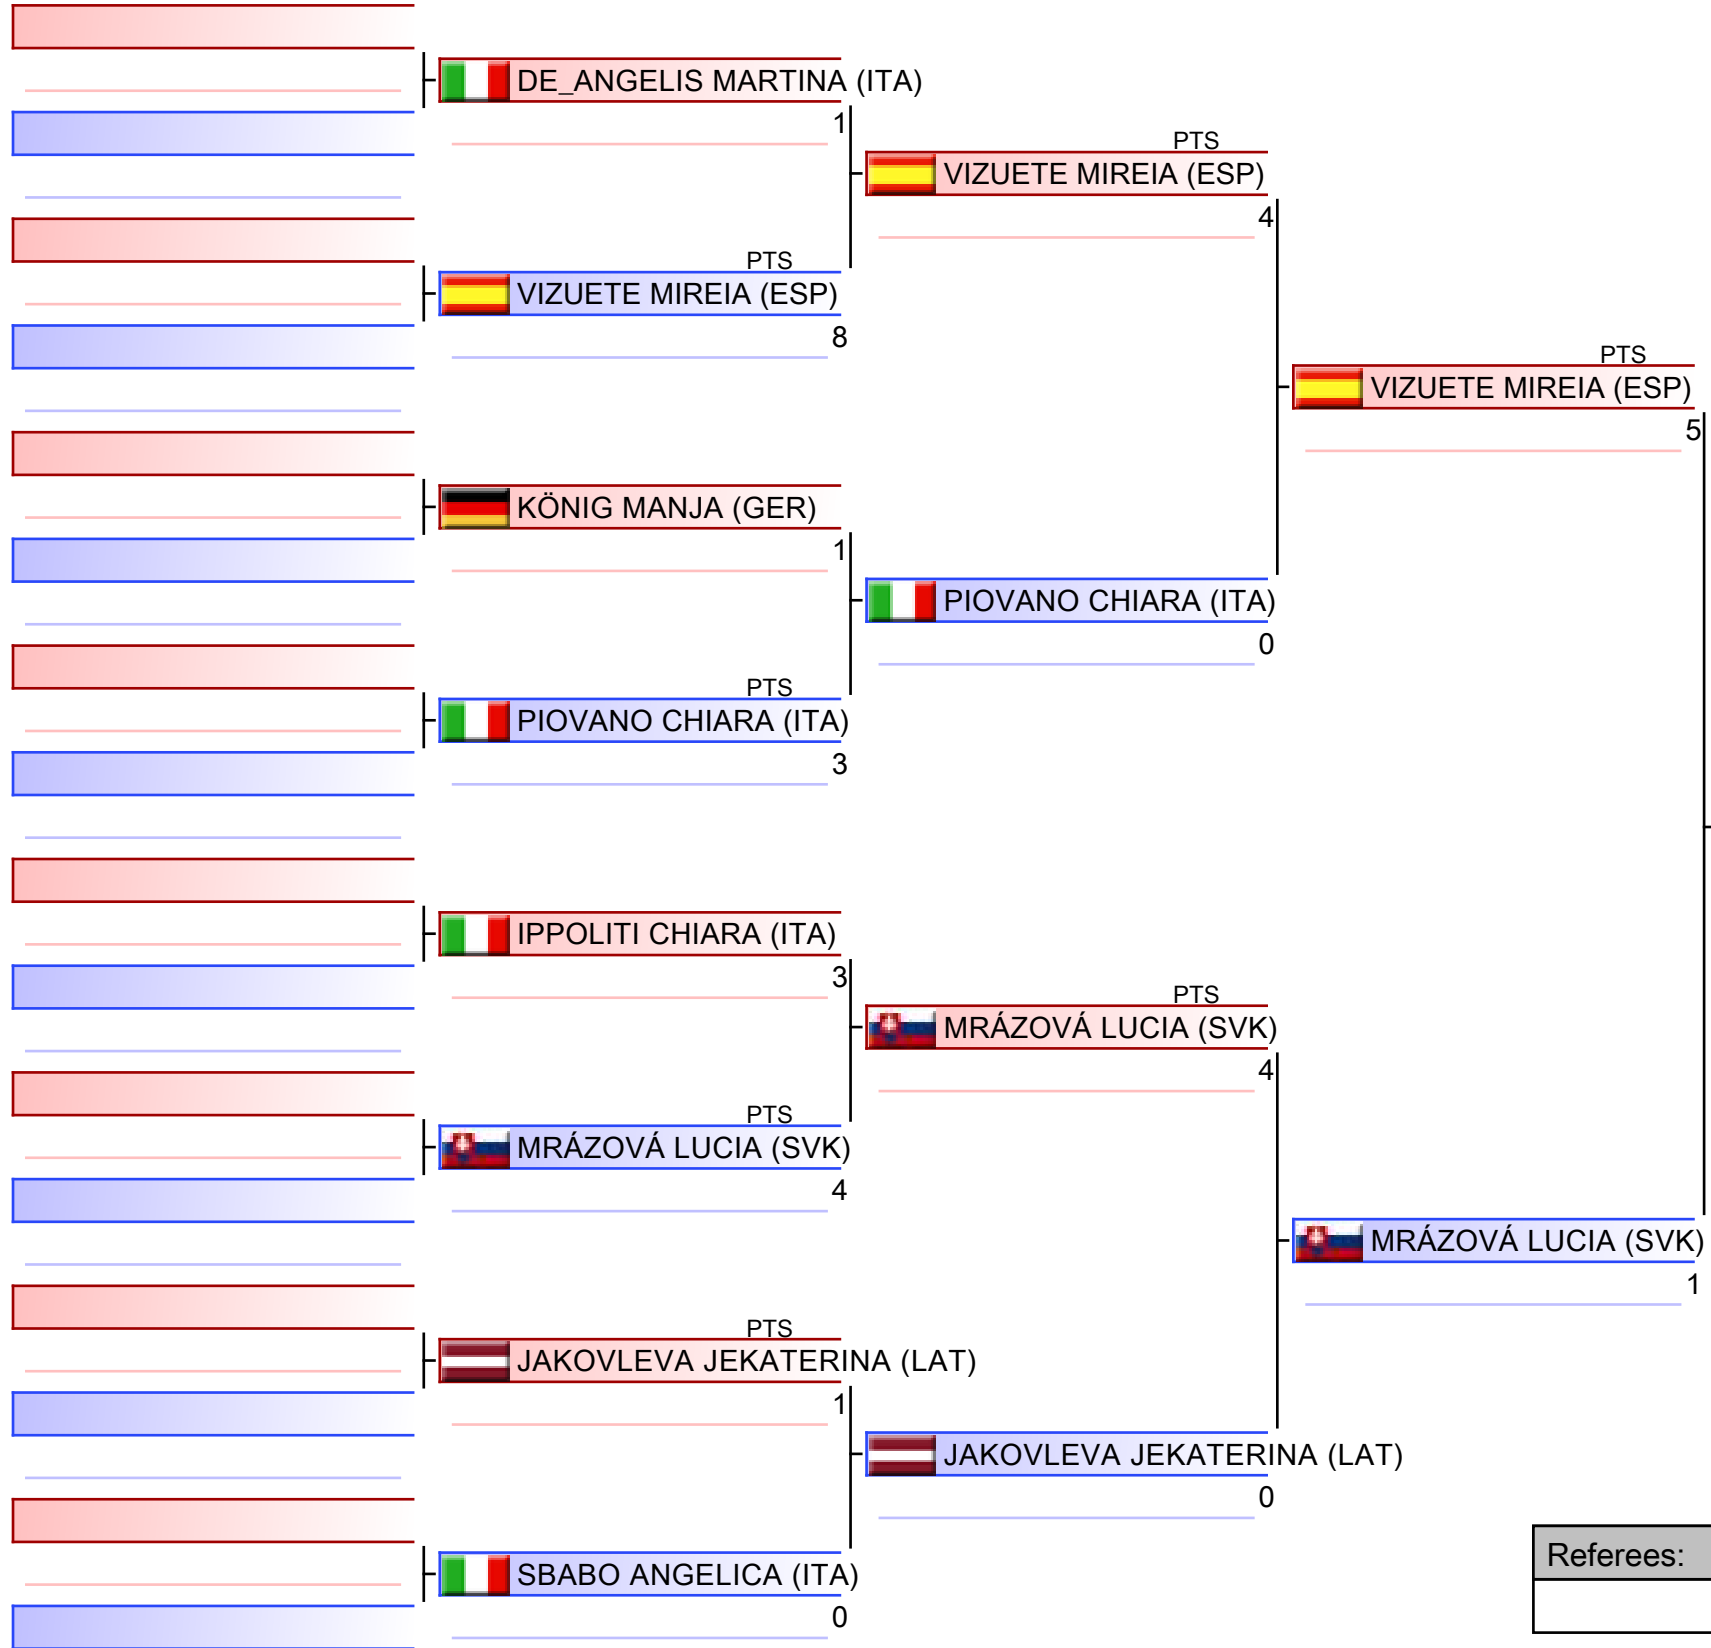 DE_ANGELIS MARTINA (ITA)
1
PTS
VIZUETE MIREIA (ESP)
4
PTS
VIZUETE MIREIA (ESP)
8
PTS
VIZUETE MIREIA (ESP)
5
KÖNIG MANJA (GER)
1
PIOVANO CHIARA (ITA)
0
PTS
PIOVANO CHIARA (ITA)
3
IPPOLITI CHIARA (ITA)
3
PTS
MRÁZOVÁ LUCIA (SVK)
4
PTS
MRÁZOVÁ LUCIA (SVK)
4
MRÁZOVÁ LUCIA (SVK)
1
PTS
JAKOVLEVA JEKATERINA (LAT)
1
JAKOVLEVA JEKATERINA (LAT)
0
SBABO ANGELICA (ITA)
0
Referees: